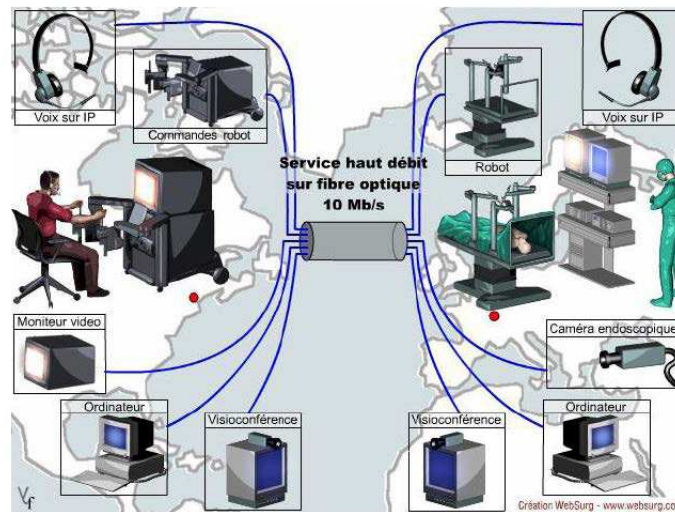 Voix sur IP
Commandes robot
Service haut débit
sur fibre optique
10 Mb/s
Robot
Voix sur IP
Moniteur video
Caméra endoscopique
Ordinateur
Visioconférence
Visioconférence
Ordinateur
Vf
Création WebSurg - www.websurg.co